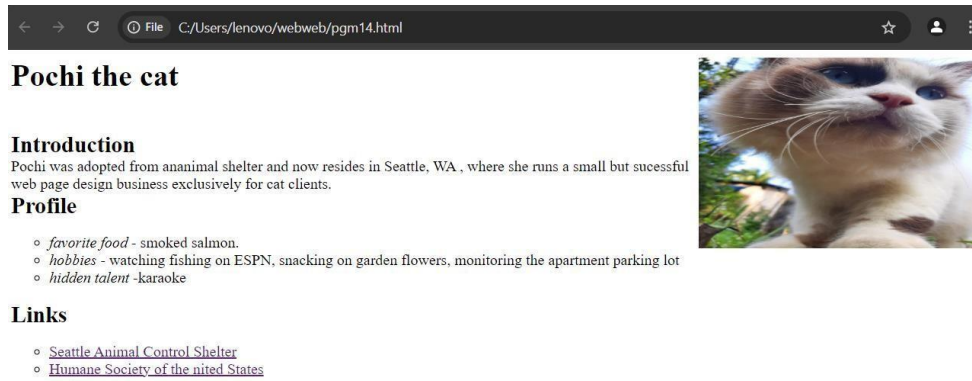 File C:/Users/lenovo/webweb/pgm14.html
Pochi the cat
Introduction
Pochi was adopted from ananimal shelter and now resides in Seattle, WA , where she runs a small but sucessful
web page design business exclusively for cat clients.
Profile
favorite food - smoked salmon.
hobbies - watching fishing on ESPN, snacking on garden flowers, monitoring the apartment parking lot
hidden talent -karaoke
Links
Seattle Animal Control Shelter
Humane Society of the nited States